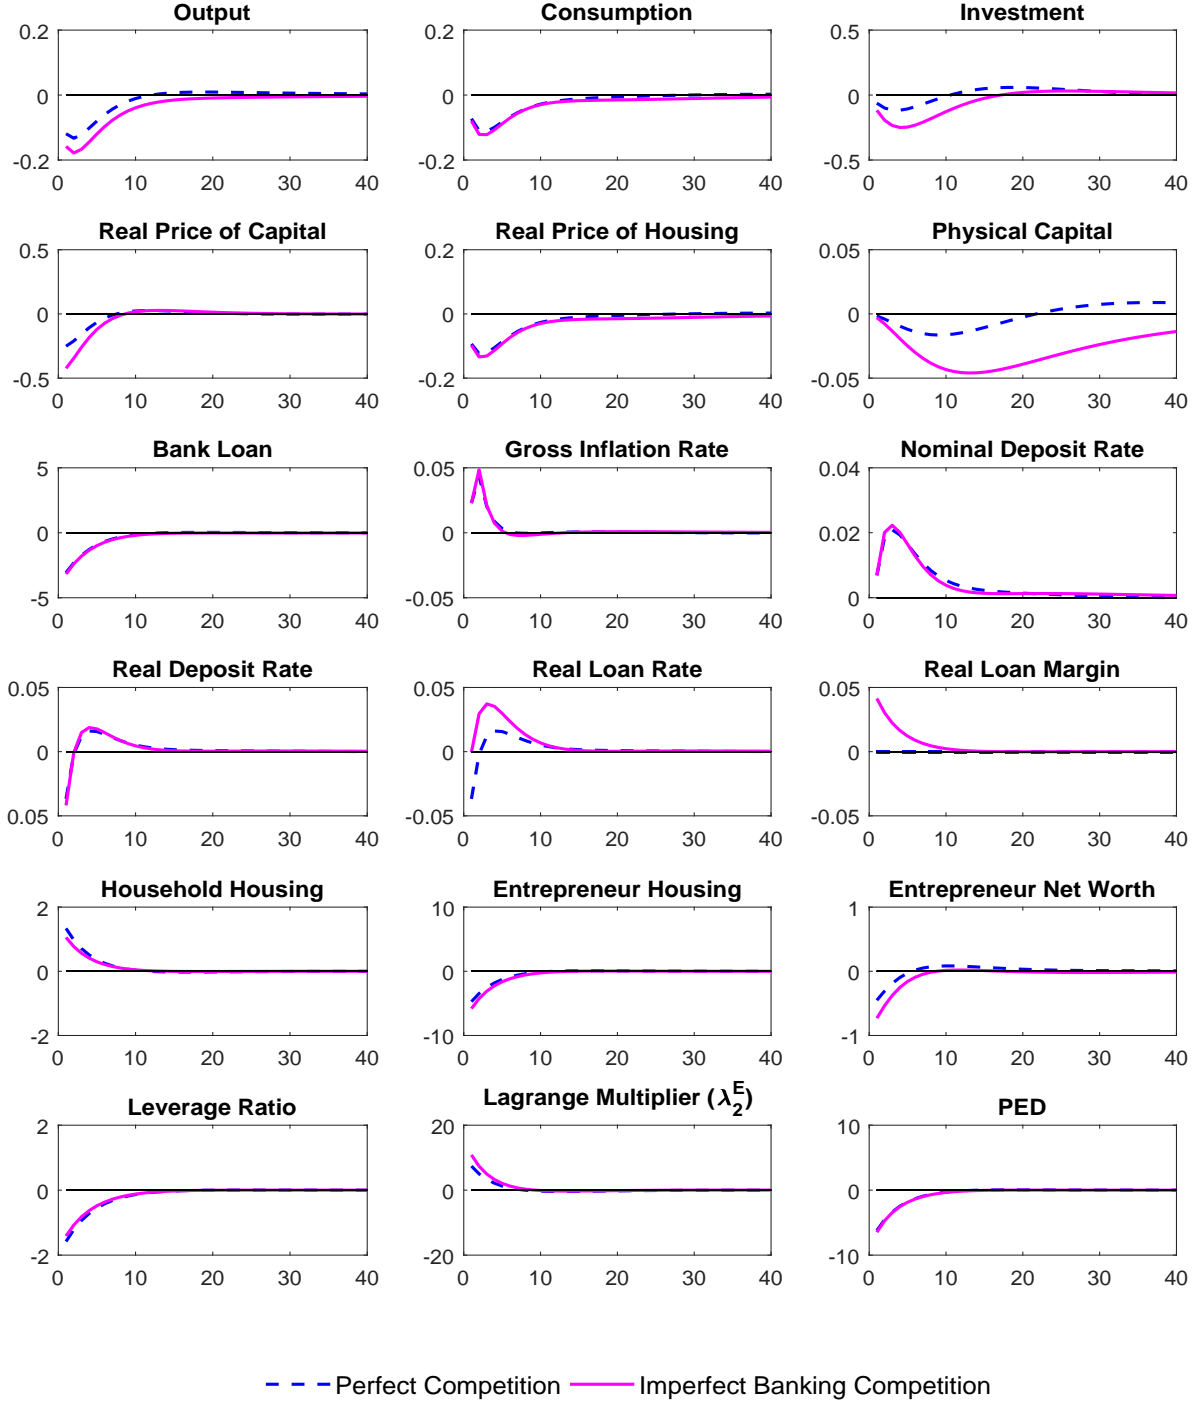 Output Consumption Investment
0.2 0.2 0.5
0 0 0
-0.2 -0.2 -0.5
0 10 20 30 40 0 10 20 30 40 0 10 20 30 40
Real Price of Capital Real Price of Housing Physical Capital
0.5 0.2 0.05
0 0 0
-0.5 -0.2 -0.05
0 10 20 30 40 0 10 20 30 40 0 10 20 30 40
Bank Loan Gross Inflation Rate Nominal Deposit Rate
5 0.05 0.04
0 0 0.02
-5 -0.05 0
0 10 20 30 40 0 10 20 30 40 0 10 20 30 40
Real Deposit Rate Real Loan Rate Real Loan Margin
0.05 0.05 0.05
0 0 0
0.05 0.05 -0.05
0 10 20 30 40 0 10 20 30 40 0 10 20 30 40
Household Housing Entrepreneur Housing Entrepreneur Net Worth
2 10 1
0 0 0
-2 -10 -1
0 10 20 30 40 0 10 20 30 40 0 10 20 30 40
Leverage Ratio Lagrange Multiplier (λ₂ᴱ) PED
2 20 10
0 0 0
-2 -20 -10
0 10 20 30 40 0 10 20 30 40 0 10 20 30 40
Perfect Competition Imperfect Banking Competition